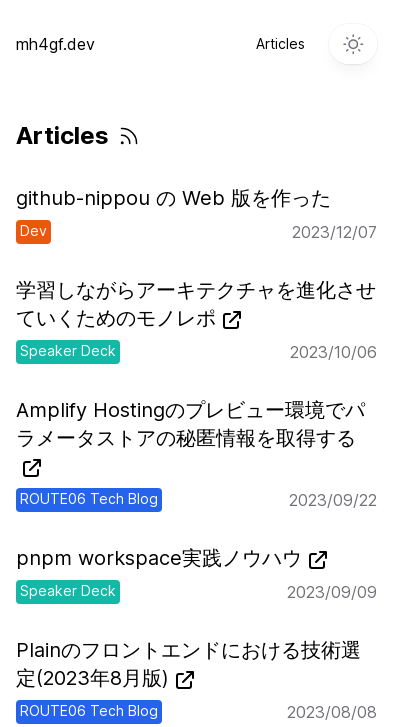 mh4gf.dev
Articles
Articles
github-nippou の Web 版を作った
Dev
2023/12/07
学習しながらアーキテクチャを進化させ
ていくためのモノレポ
Speaker Deck
2023/10/06
Amplify Hostingのプレビュー環境でパ
ラメータストアの秘匿情報を取得する
ROUTE06 Tech Blog
2023/09/22
pnpm workspace実践ノウハウ
Speaker Deck
2023/09/09
Plainのフロントエンドにおける技術選
定(2023年8月版)
ROUTE06 Tech Blog
2023/08/08